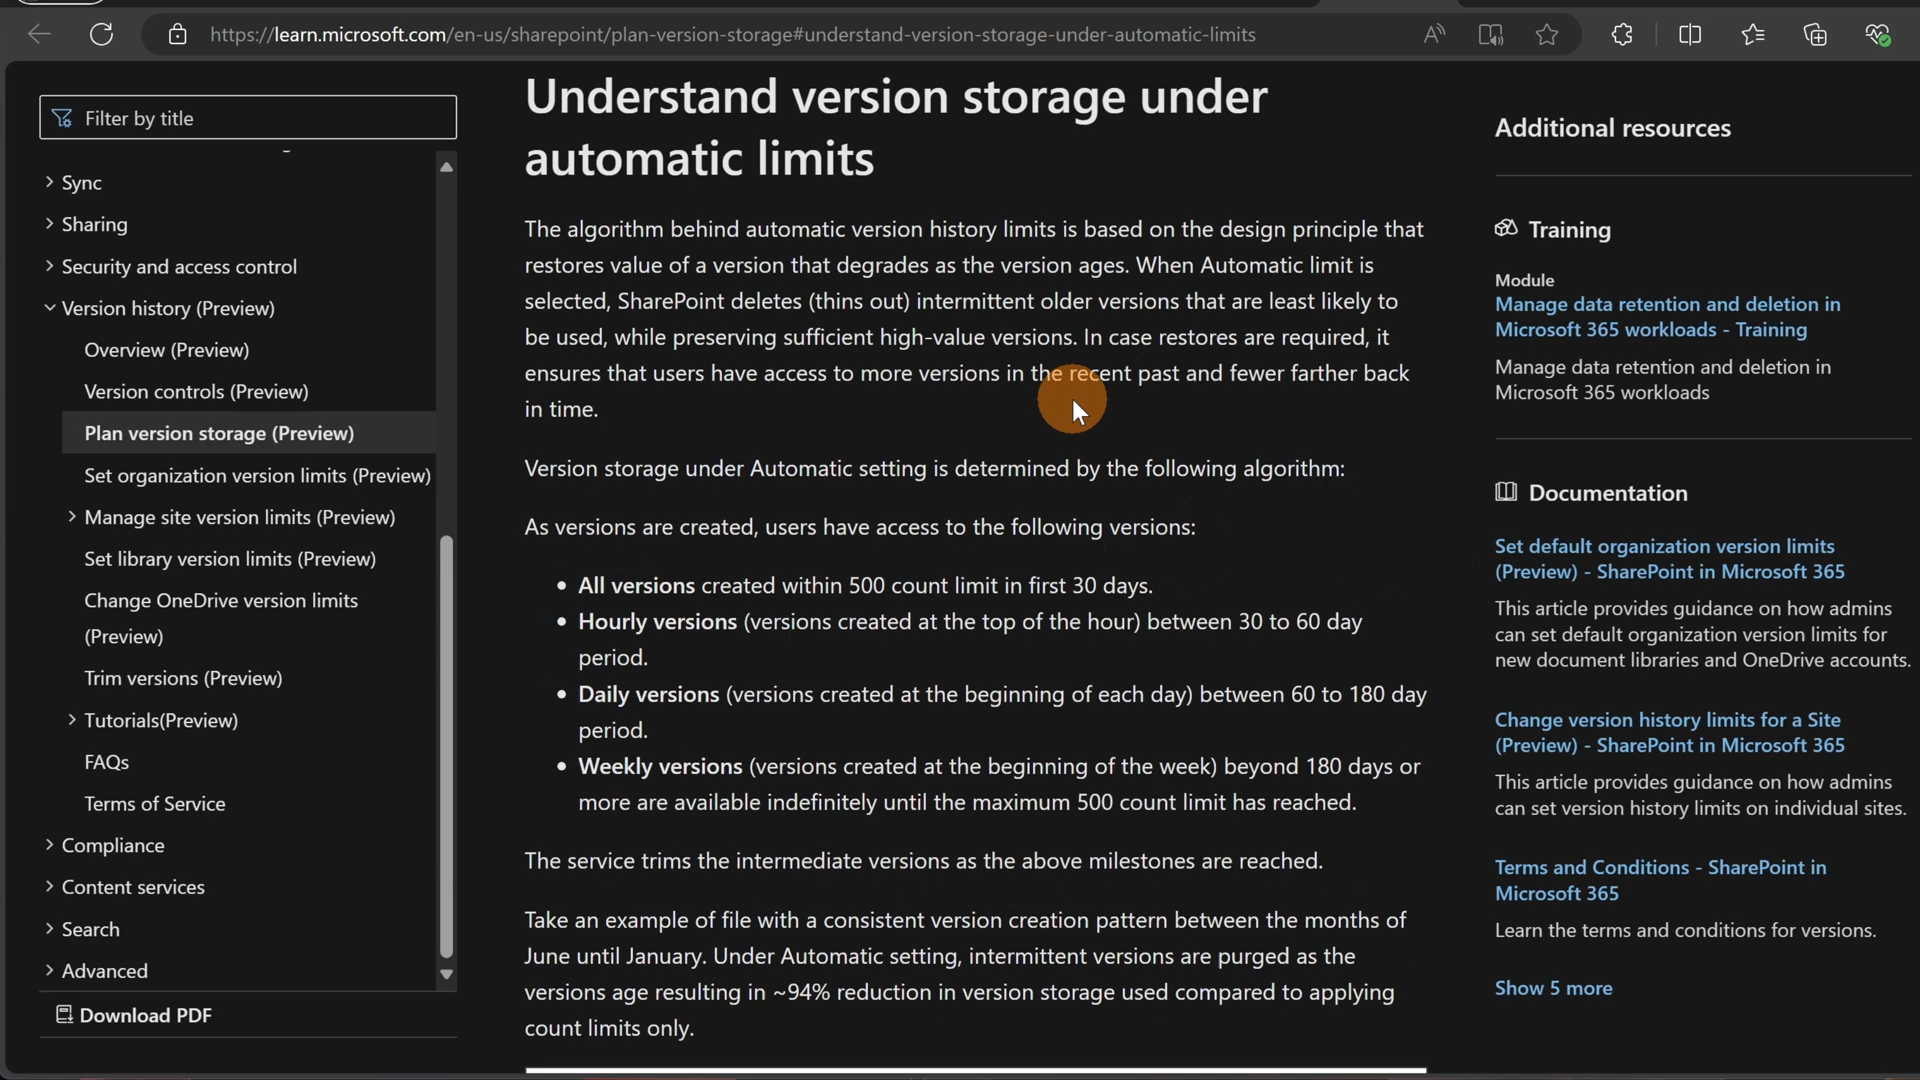 https://learn.microsoft.com/en-us/sharepoint/plan-version-storage#understand-version-storage-under-automatic-limits
Filter by title
Sync
Sharing
Security and access control
Version history (Preview)
Overview (Preview)
Version controls (Preview)
Plan version storage (Preview)
Set organization version limits (Preview)
Manage site version limits (Preview)
Set library version limits (Preview)
Change OneDrive version limits
(Preview)
Trim versions (Preview)
Tutorials(Preview)
FAQs
Terms of Service
Compliance
Content services
Search
Advanced
Download PDF
Understand version storage under
automatic limits
The algorithm behind automatic version history limits is based on the design principle that
restores value of a version that degrades as the version ages. When Automatic limit is
selected, SharePoint deletes (thins out) intermittent older versions that are least likely to
be used, while preserving sufficient high-value versions. In case restores are required, it
ensures that users have access to more versions in the recent past and fewer farther back
in time.
Version storage under Automatic setting is determined by the following algorithm:
As versions are created, users have access to the following versions:
• All versions created within 500 count limit in first 30 days.
• Hourly versions (versions created at the top of the hour) between 30 to 60 day
period.
• Daily versions (versions created at the beginning of each day) between 60 to 180 day
period.
• Weekly versions (versions created at the beginning of the week) beyond 180 days or
more are available indefinitely until the maximum 500 count limit has reached.
The service trims the intermediate versions as the above milestones are reached.
Take an example of file with a consistent version creation pattern between the months of
June until January. Under Automatic setting, intermittent versions are purged as the
versions age resulting in ~94% reduction in version storage used compared to applying
count limits only.
Additional resources
Training
Module
Manage data retention and deletion in
Microsoft 365 workloads - Training
Manage data retention and deletion in
Microsoft 365 workloads
Documentation
Set default organization version limits
(Preview) - SharePoint in Microsoft 365
This article provides guidance on how admins
can set default organization version limits for
new document libraries and OneDrive accounts.
Change version history limits for a Site
(Preview) - SharePoint in Microsoft 365
This article provides guidance on how admins
can set version history limits on individual sites.
Terms and Conditions - SharePoint in
Microsoft 365
Learn the terms and conditions for versions.
Show 5 more